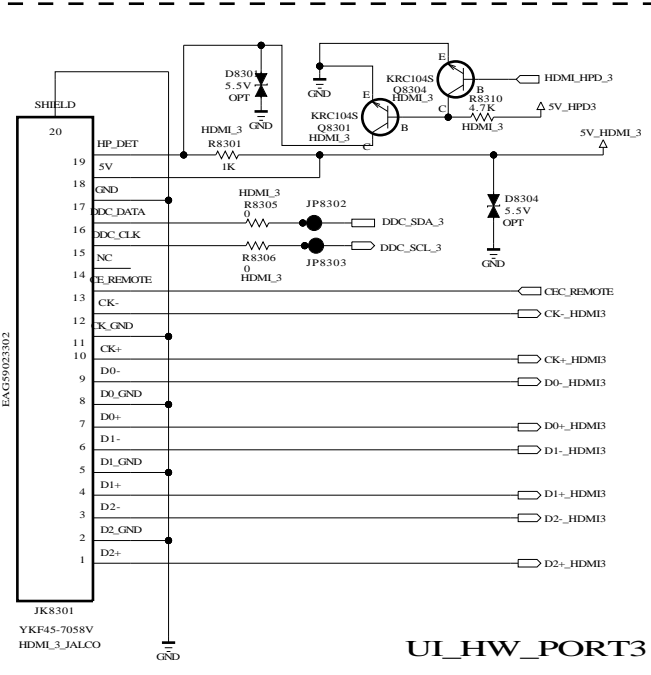 SHIELD
20
HP_DET
19
5V
18
GND
17
DDC_DATA
16
DDC_CLK
15
NC
14
CE_REMOTE
13
CK-
12
CK_GND
11
CK+
10
D0-
9
D0_GND
8
D0+
7
D1-
6
D1_GND
5
D1+
4
D2-
3
D2_GND
2
D2+
1
EAG59023302
JK8301
YKF45-7058V
HDMI_3_JALCO
D8301
5.5V
OPT
GND
HDMI_3
R8301
1K
GND
KRC104S
Q8301
HDMI_3
E
B
C
KRC104S
Q8304
HDMI_3
E
B
C
R8310
4.7K
HDMI_3
HDMI_HPD_3
5V_HPD3
5V_HDMI_3
D8304
5.5V
OPT
GND
HDMI_3
R8305
0
JP8302
DDC_SDA_3
R8306
0
HDMI_3
JP8303
DDC_SCL_3
CEC_REMOTE
CK-_HDMI3
CK+_HDMI3
D0-_HDMI3
D0+_HDMI3
D1-_HDMI3
D1+_HDMI3
D2-_HDMI3
D2+_HDMI3
GND
UI_HW_PORT3